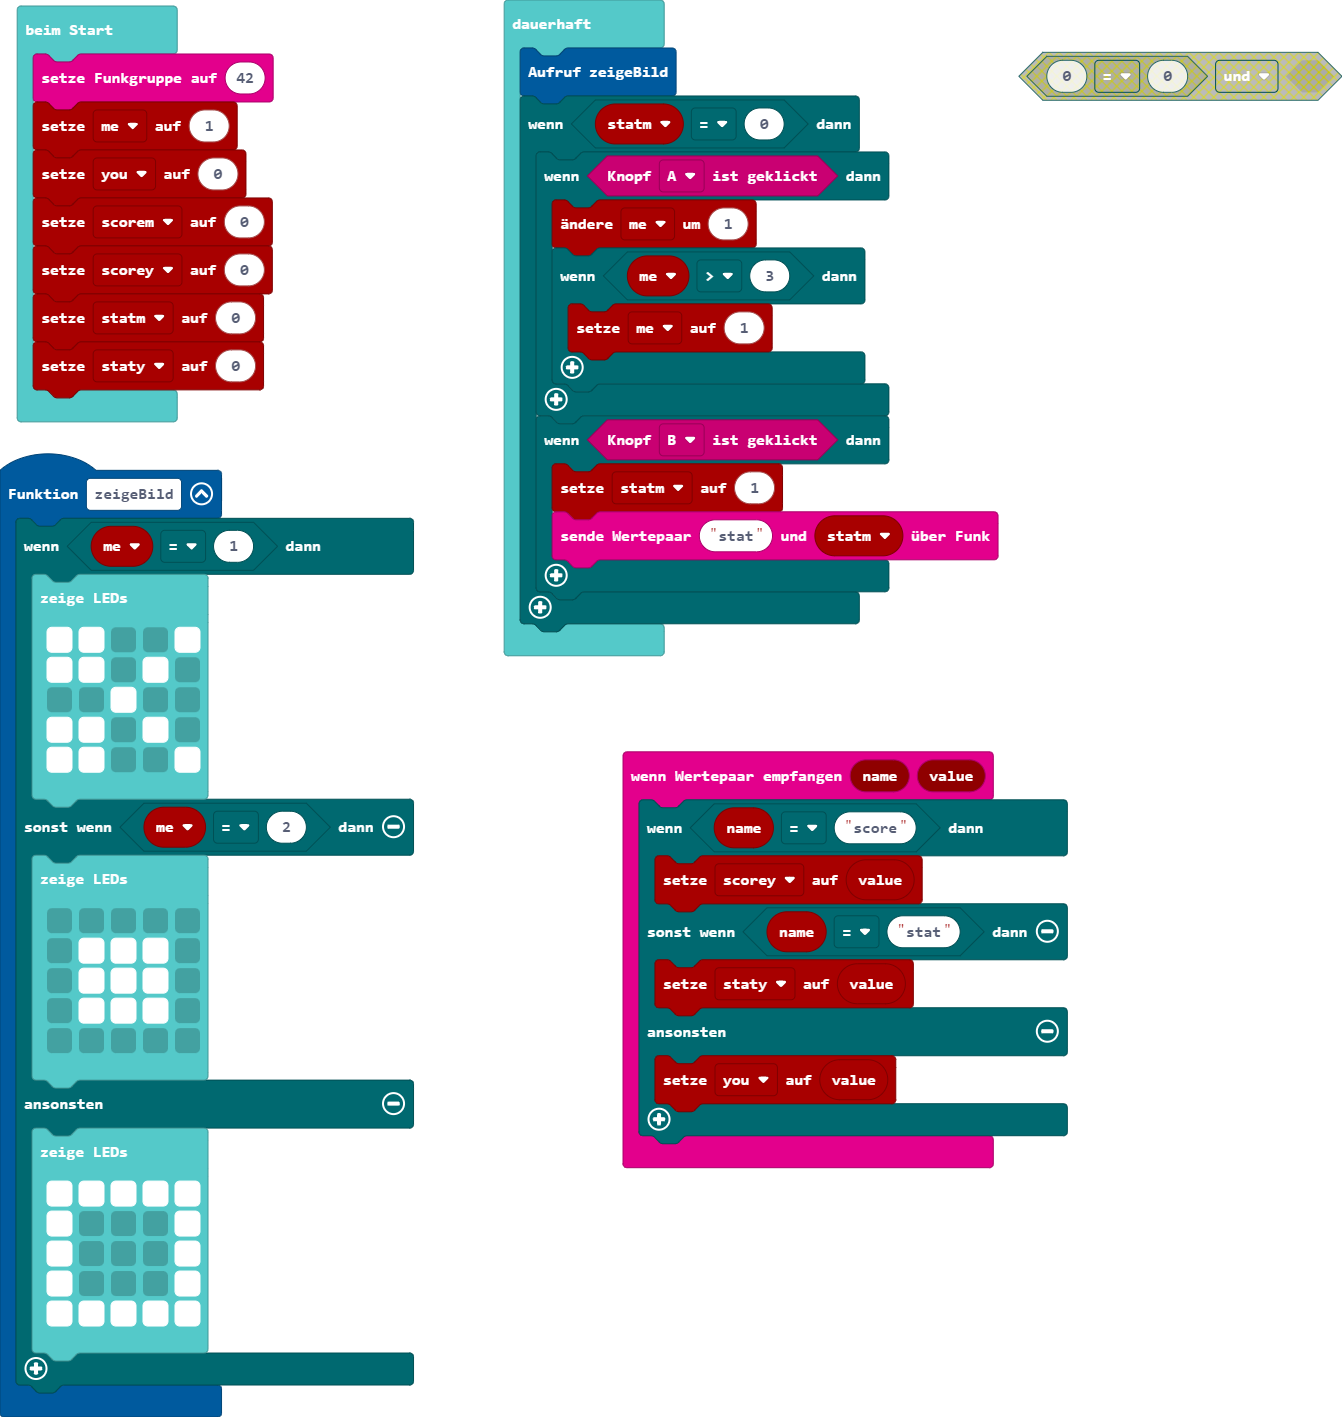 beim Start
setze Funkgruppe auf 42
setze me auf 1
setze you auf 0
setze scorem auf 0
setze scorey auf 0
setze statm auf 0
setze staty auf 0
Funktion zeigeBild
wenn me = 1 dann
zeige LEDs
sonst wenn me = 2 dann
zeige LEDs
ansonsten
zeige LEDs
dauerhaft
Aufruf zeigeBild
wenn statm = 0 dann
wenn Knopf A ist geklickt dann
ändere me um 1
wenn me > 3 dann
setze me auf 1
wenn Knopf B ist geklickt dann
setze statm auf 1
sende Wertepaar "stat" und statm über Funk
0 = 0 und
wenn Wertepaar empfangen name value
wenn name = "score" dann
setze scorey auf value
sonst wenn name = "stat" dann
setze staty auf value
ansonsten
setze you auf value